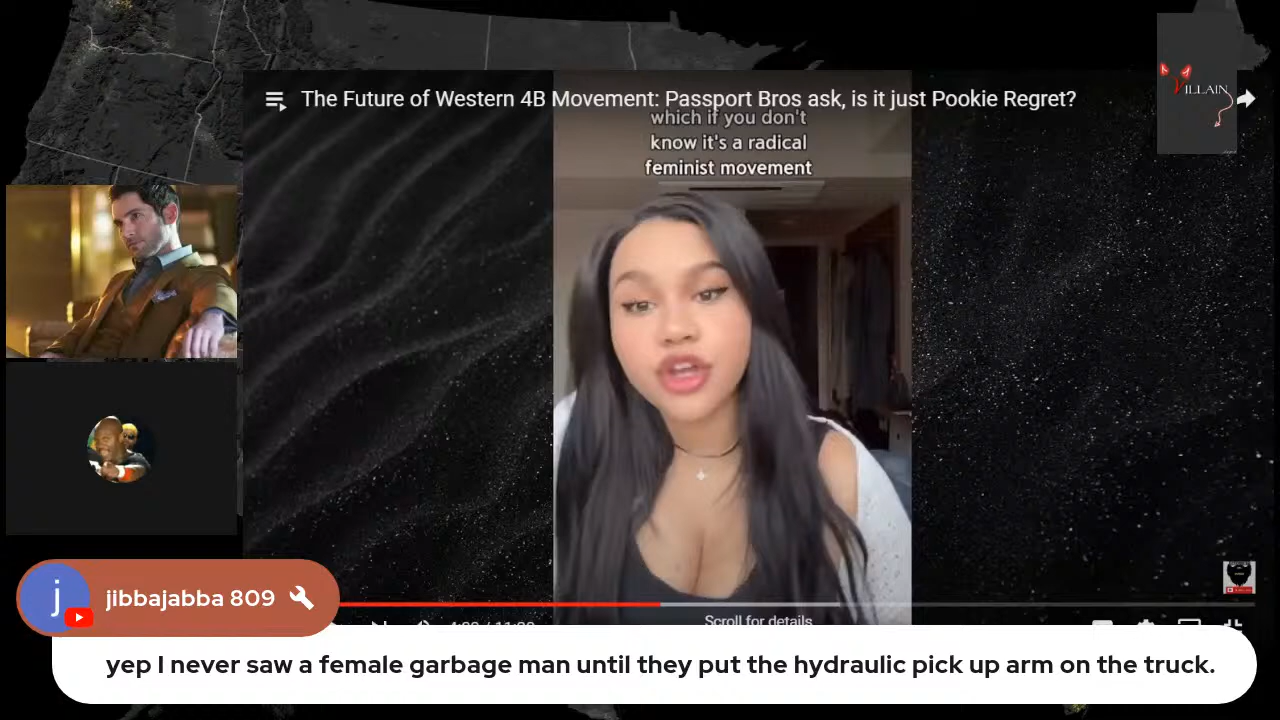 The Future of Western 4B Movement: Passport Bros ask, is it just Pookie Regret?
which if you don't
know it's a radical
feminist movement
VILLAIN
Scroll for details
j
jibbajabba 809
yep I never saw a female garbage man until they put the hydraulic pick up arm on the truck.